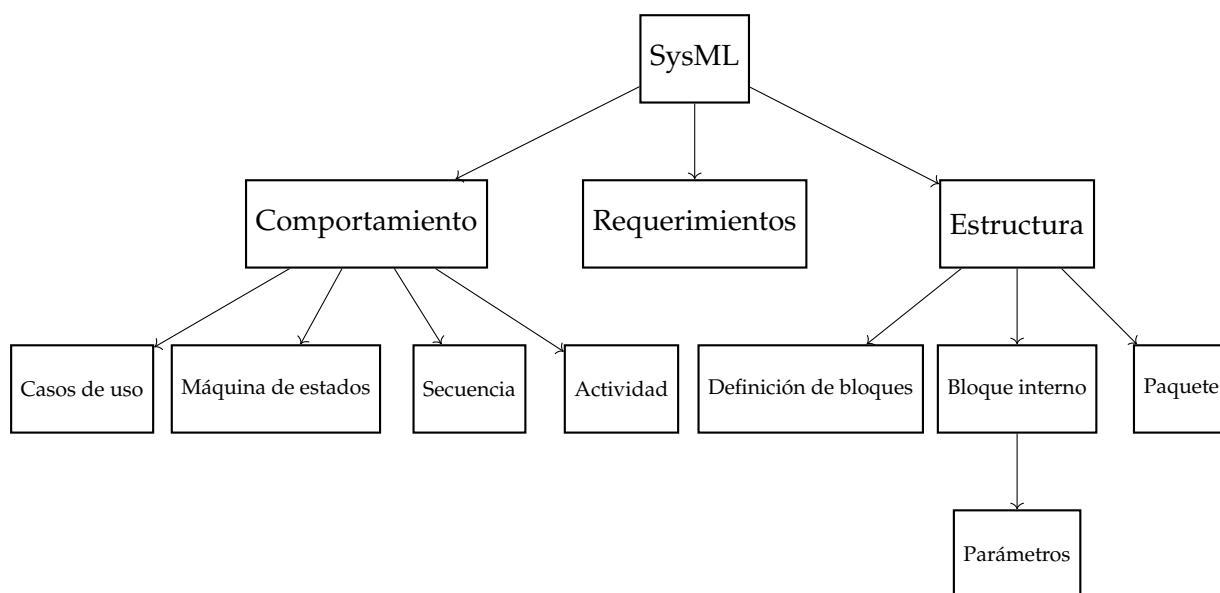 SysML
Comportamiento
Requerimientos
Estructura
Casos de uso
Máquina de estados
Secuencia
Actividad
Definición de bloques
Bloque interno
Paquete
Parámetros